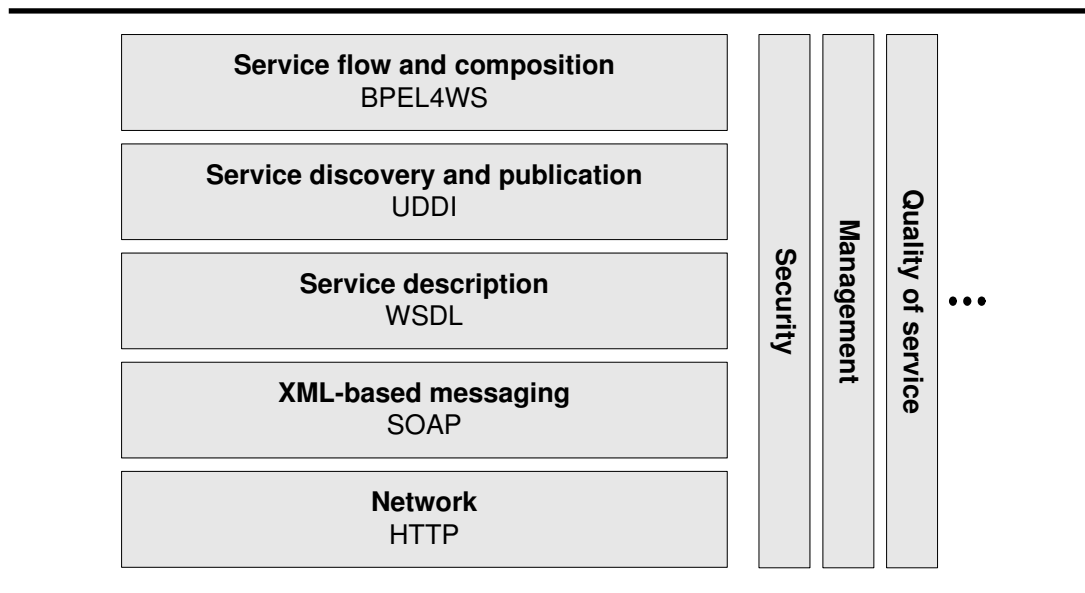 Service flow and composition
BPEL4WS
Service discovery and publication
UDDI
Service description
WSDL
XML-based messaging
SOAP
Network
HTTP
Security
Management
Quality of service
...